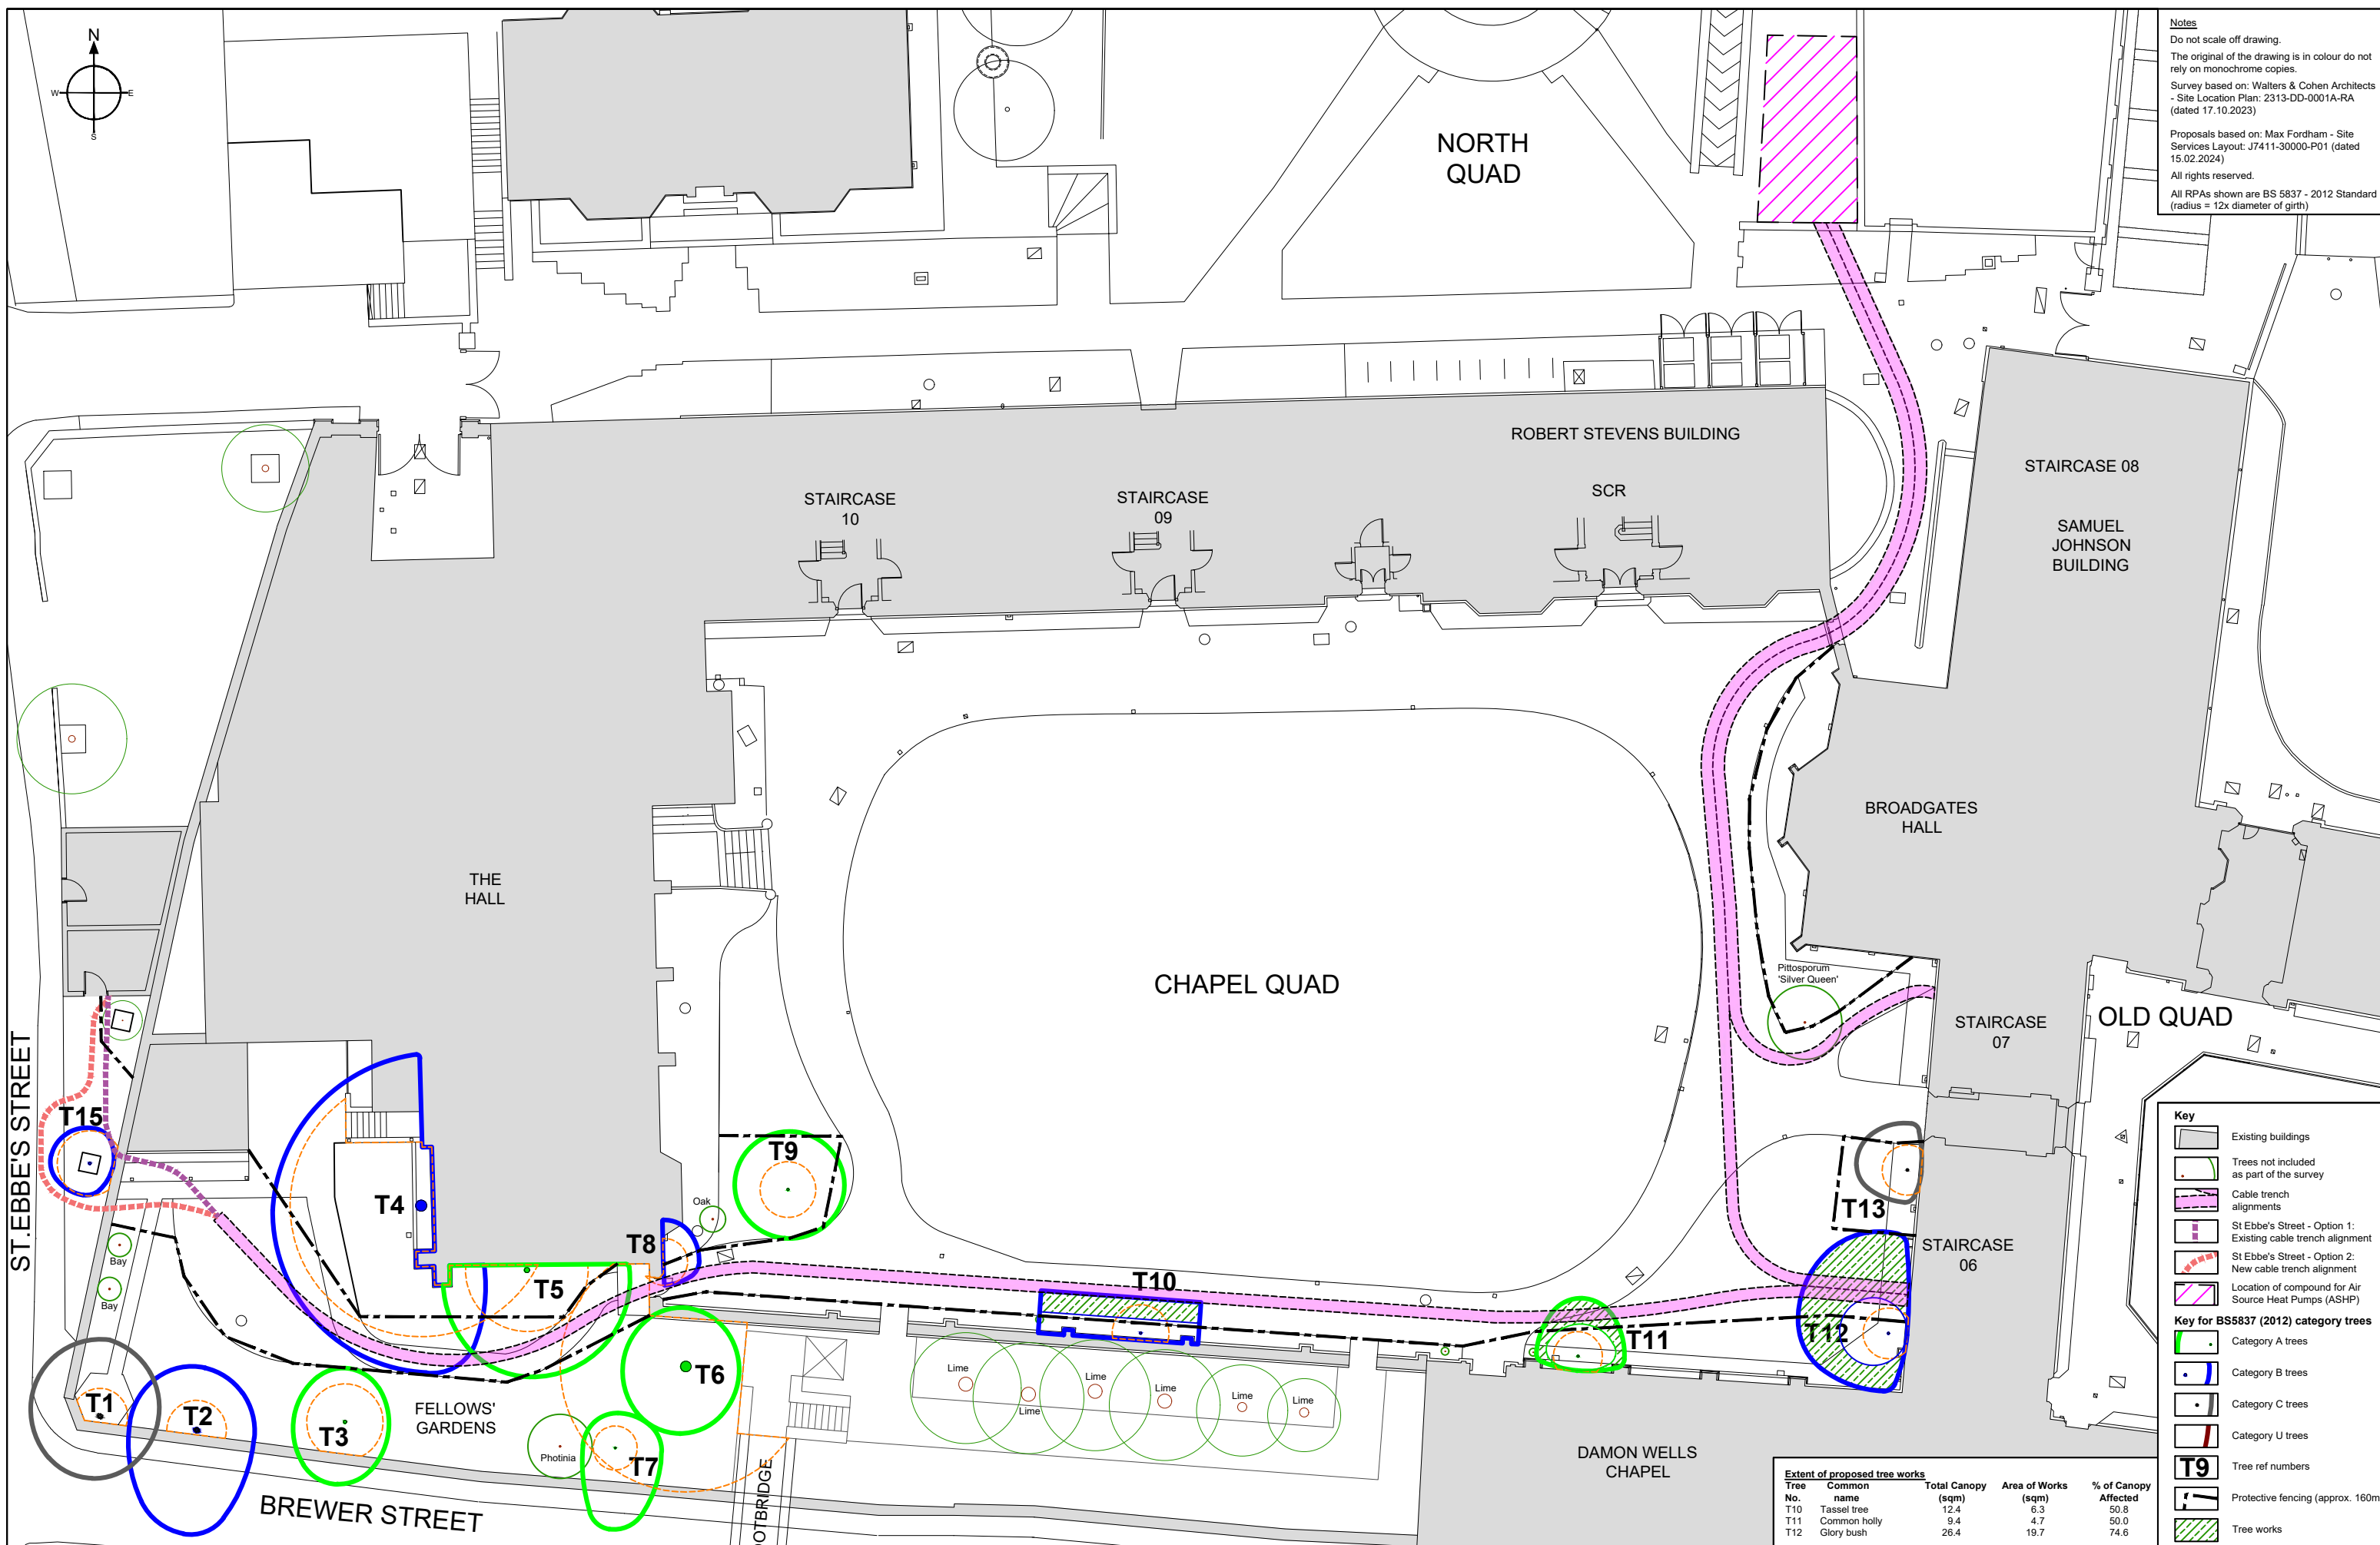 N
W
E
S
NORTH
QUAD
Notes
Do not scale off drawing.
The original of the drawing is in colour do not
rely on monochrome copies.
Survey based on: Walters & Cohen Architects
- Site Location Plan: 2313-DD-0001A-RA
(dated 17.10.2023)
Proposals based on: Max Fordham - Site
Services Layout: J7411-30000-P01 (dated
15.02.2024)
All rights reserved.
All RPAs shown are BS 5837 - 2012 Standard
(radius = 12x diameter of girth)
ROBERT STEVENS BUILDING
STAIRCASE
10
STAIRCASE
09
SCR
STAIRCASE 08
SAMUEL
JOHNSON
BUILDING
THE
HALL
BROADGATES
HALL
CHAPEL QUAD
Pittosporum
'Silver Queen'
STAIRCASE
07
OLD QUAD
ST.EBBE'S STREET
T15
T4
T9
Oak
T8
T5
T10
T13
STAIRCASE
06
Bay
Bay
T11
T12
T6
T1
T2
T3
FELLOWS'
GARDENS
Photinia
T7
Lime
Lime
Lime
Lime
Lime
Lime
DAMON WELLS
CHAPEL
BREWER STREET
OTBRIDGE
Key
Existing buildings
Trees not included
as part of the survey
Cable trench
alignments
St Ebbe's Street - Option 1:
Existing cable trench alignment
St Ebbe's Street - Option 2:
New cable trench alignment
Location of compound for Air
Source Heat Pumps (ASHP)
Key for BS5837 (2012) category trees
Category A trees
Category B trees
Category C trees
Category U trees
T9 Tree ref numbers
Protective fencing (approx. 160m
Tree works
Extent of proposed tree works
Tree Common Total Canopy Area of Works % of Canopy
No. name (sqm) (sqm) Affected
T10 Tassel tree 12.4 6.3 50.8
T11 Common holly 9.4 4.7 50.0
T12 Glory bush 26.4 19.7 74.6